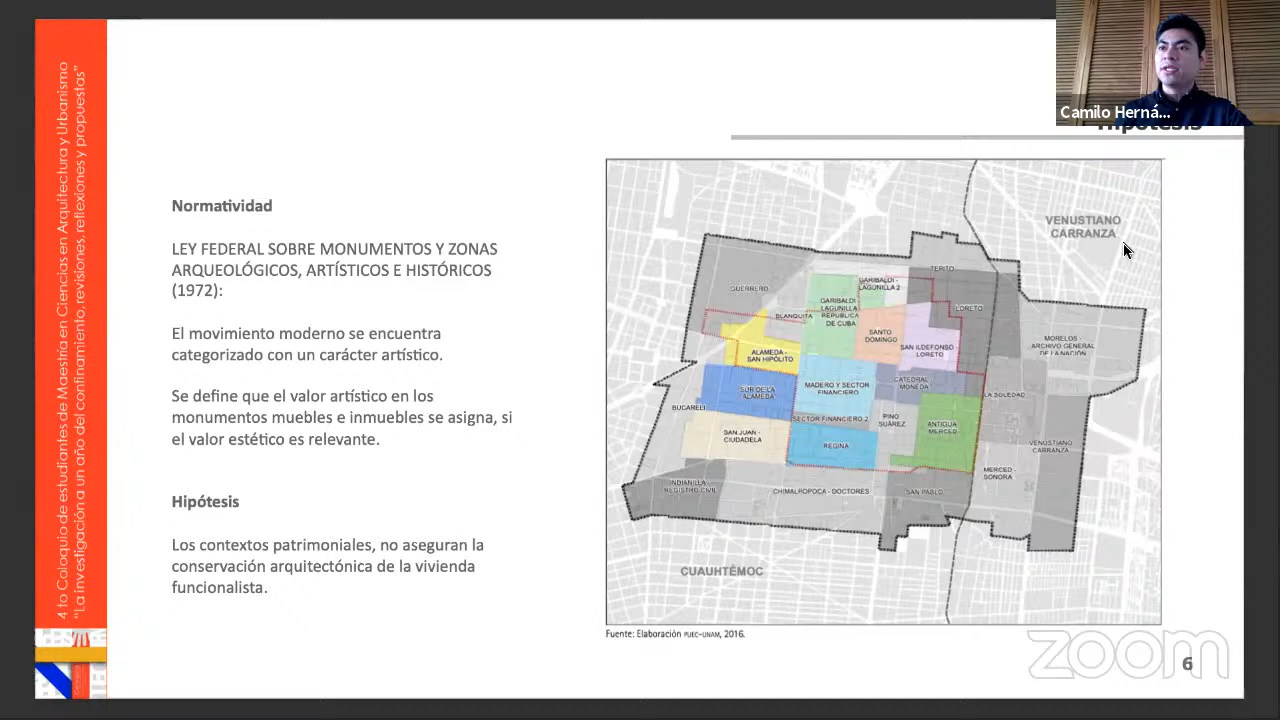 4 to Coloquio de estudiantes de Maestría en Ciencias en Arquitectura y Urbanismo
"La investigación a un año del confinamiento, revisiones, reflexiones y propuestas"
Camilo Herná...
Hipótesis
Normatividad
LEY FEDERAL SOBRE MONUMENTOS Y ZONAS
ARQUEOLÓGICOS, ARTÍSTICOS E HISTÓRICOS
(1972):
El movimiento moderno se encuentra
categorizado con un carácter artístico.
Se define que el valor artístico en los
monumentos muebles e inmuebles se asigna, si
el valor estético es relevante.
Hipótesis
Los contextos patrimoniales, no aseguran la
conservación arquitectónica de la vivienda
funcionalista.
VENUSTIANO
CARRANZA
TEPITO
GUERRERO
GARIBALDI -
LAGUNILLA 2
GARIBALDI
LAGUNILLA
REPÚBLICA
DE CUBA
BLANQUITA
LORETO
SANTO
DOMINGO
SAN ILDEFONSO -
LORETO
MORELOS -
ARCHIVO GENERAL
DE LA NACIÓN
ALAMEDA -
SAN HIPÓLITO
SUR DE LA
ALAMEDA
MADERO Y SECTOR
FINANCIERO
CATEDRAL
MONEDA
LA SOLEDAD
BUCARELI
SECTOR FINANCIERO 2
PINO
SUÁREZ
ANTIGUA
MERCED
SAN JUAN -
CIUDADELA
REGINA
VENUSTIANO
CARRANZA
MERCED -
SONORA
INDIANILLA
REGISTRO CIVIL
CHIMALPOPOCA - DOCTORES
SAN PABLO
CUAUHTÉMOC
Fuente: Elaboración PUEC-UNAM, 2016.
zoom
6